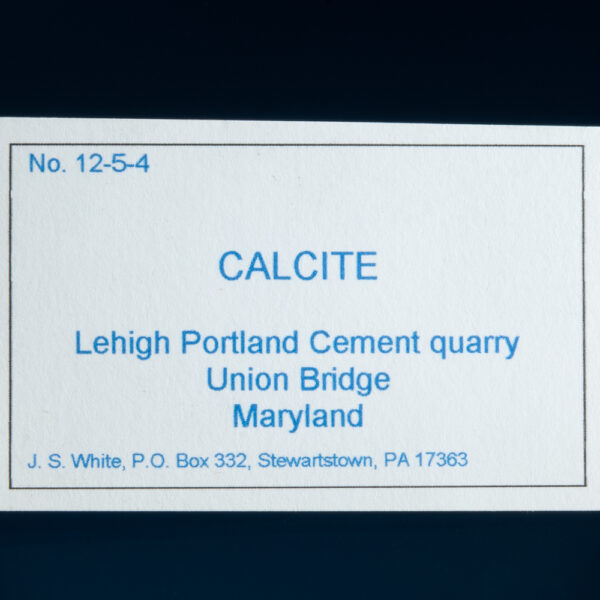 No. 12-5-4
CALCITE
Lehigh Portland Cement quarry
Union Bridge
Maryland
J. S. White, P.O. Box 332, Stewartstown, PA 17363